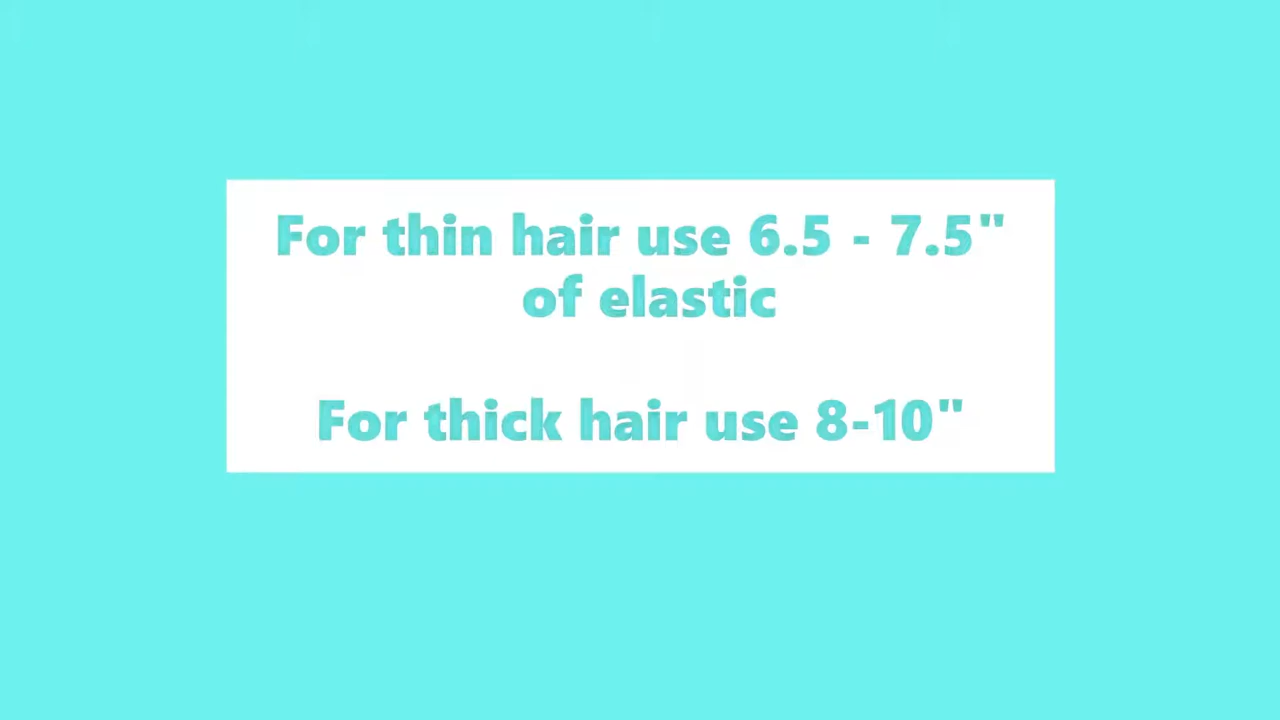 For thin hair use 6.5 - 7.5"
of elastic
For thick hair use 8-10"